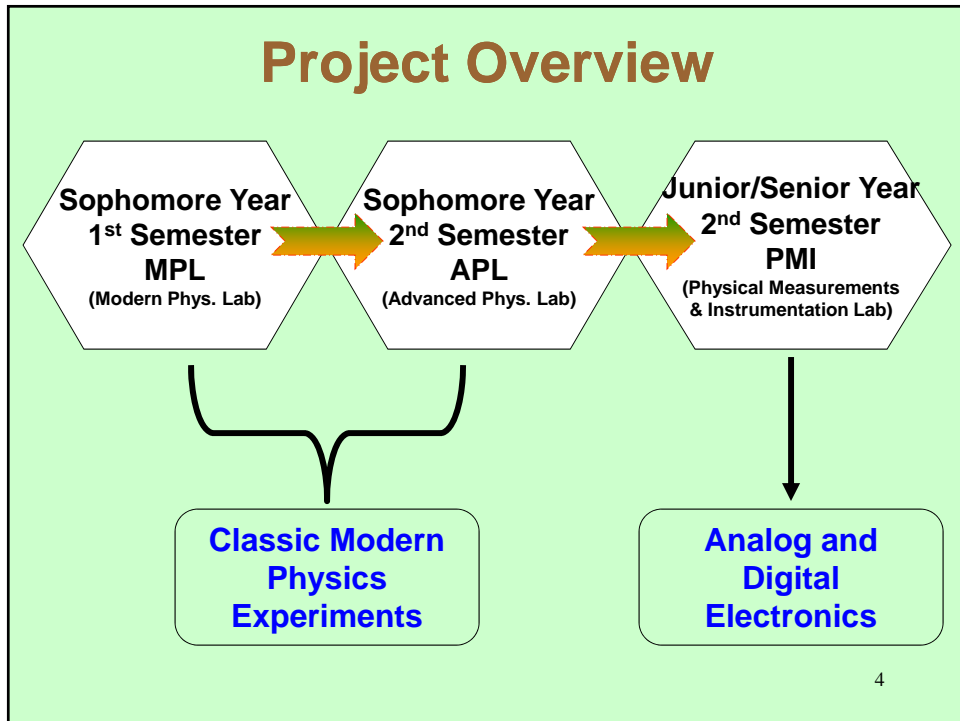 Project Overview
Sophomore Year
1st Semester
MPL
(Modern Phys. Lab)
Sophomore Year
2nd Semester
APL
(Advanced Phys. Lab)
Junior/Senior Year
2nd Semester
PMI
(Physical Measurements
& Instrumentation Lab)
Classic Modern
Physics
Experiments
Analog and
Digital
Electronics
4